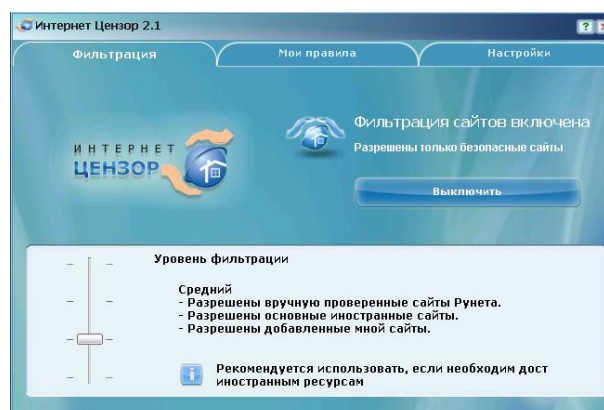 Интернет Цензор 2.1
Фильтрация
Мои правила
Настройки
ИНТЕРНЕТ
ЦЕНЗОР
Фильтрация сайтов включена
Разрешены только безопасные сайты
Выключить
Уровень фильтрации
Средний
- Разрешены вручную проверенные сайты Рунета.
- Разрешены основные иностранные сайты.
- Разрешены добавленные мной сайты.
Рекомендуется использовать, если необходим дост
иностранным ресурсам